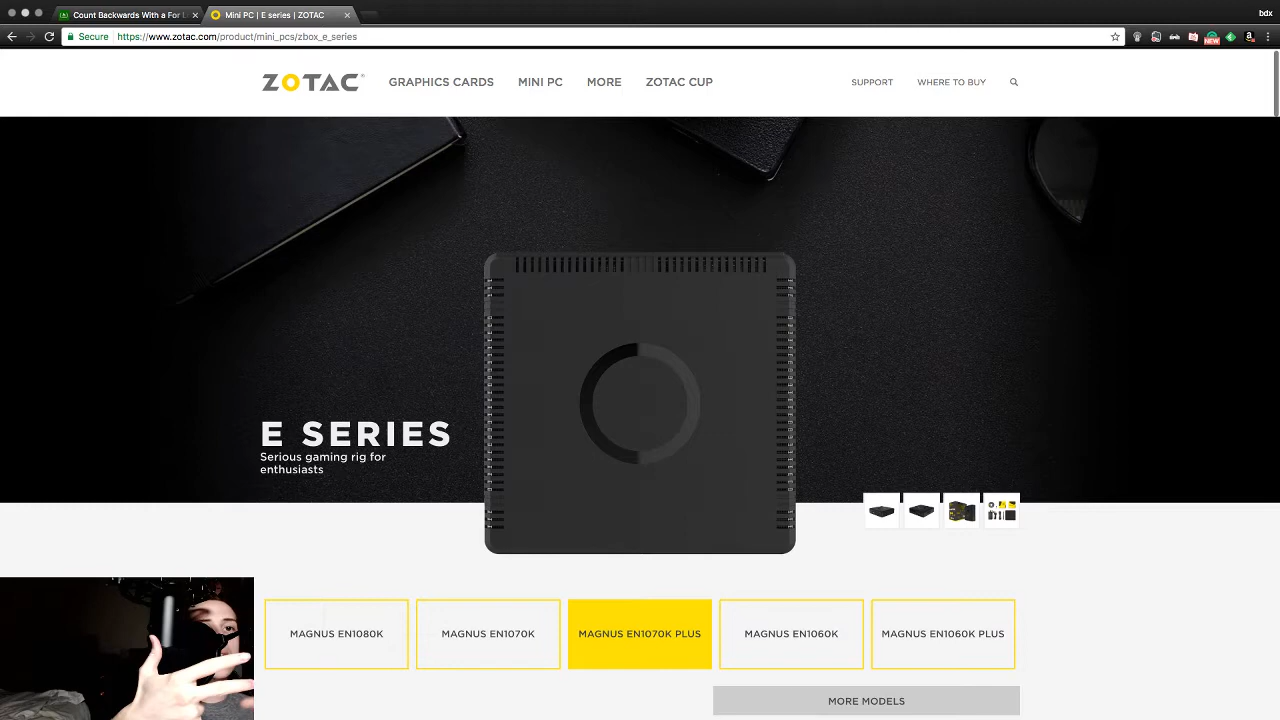 Count Backwards With a For L
Mini PC | E series | ZOTAC
bdx
Secure
https://www.zotac.com/product/mini_pcs/zbox_e_series
NEW
ZOTAC
GRAPHICS CARDS
MINI PC
MORE
ZOTAC CUP
SUPPORT
WHERE TO BUY
E SERIES
Serious gaming rig for
enthusiasts
MAGNUS EN1080K
MAGNUS EN1070K
MAGNUS EN1070K PLUS
MAGNUS EN1060K
MAGNUS EN1060K PLUS
MORE MODELS